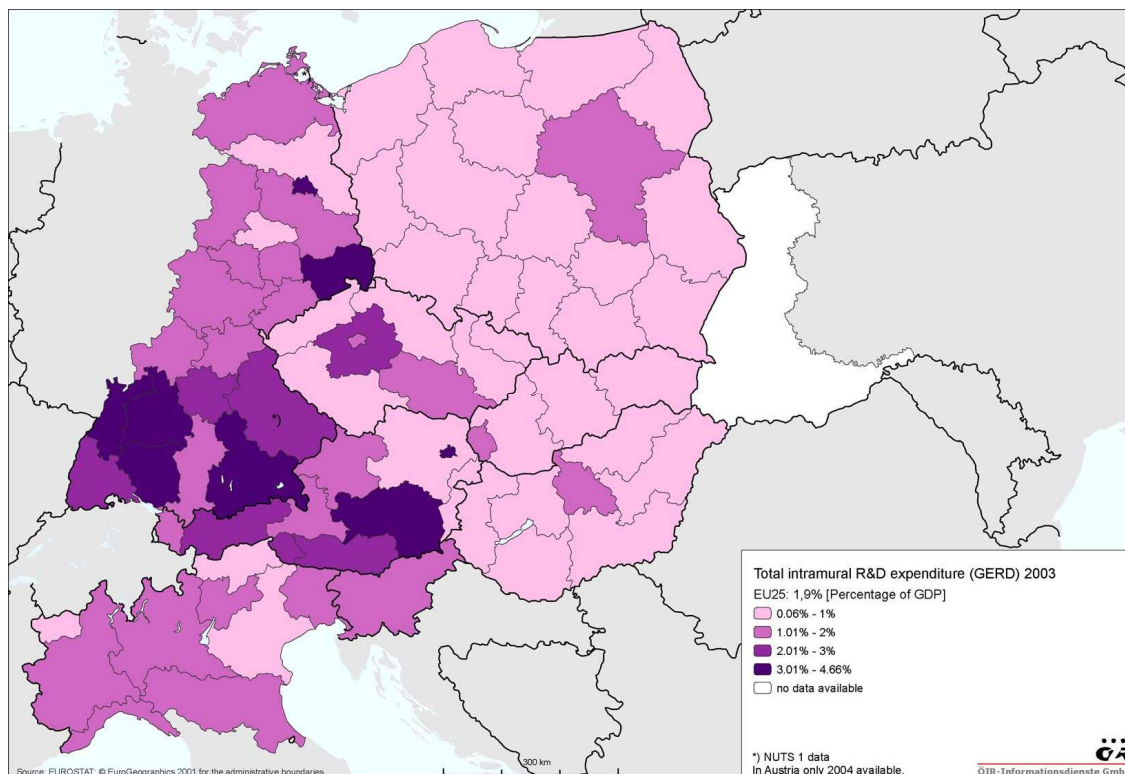 Total intramural R&D expenditure (GERD) 2003
EU25: 1,9% [Percentage of GDP]
0.06% - 1%
1.01% - 2%
2.01% - 3%
3.01% - 4.66%
no data available
*) NUTS 1 data
In Austria only 2004 available.
ÖIR-Informationsdienste GmbH
300 km
Source: EUROSTAT; © EuroGeographics 2001 for the administrative boundaries